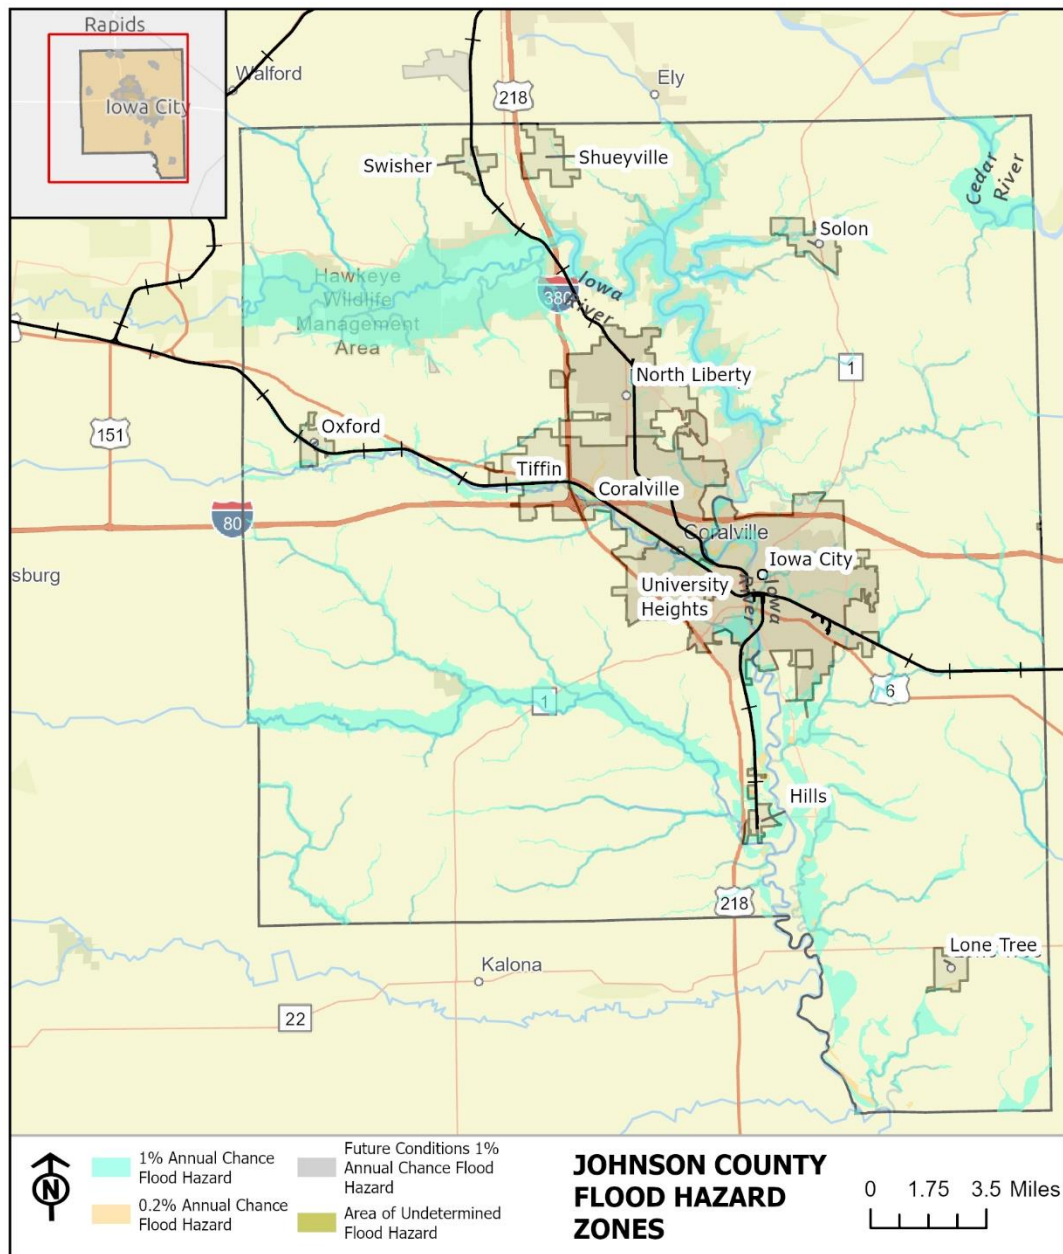 Rapids
Iowa City
Walford
218
Ely
Swisher
Shueyville
Cedar
River
Solon
Hawkeye
Wildlife
Management
Area
380
Iowa
River
North Liberty
1
151
Oxford
Tiffin
Coralville
80
Coralville
Iowa City
sburg
University
Heights
Iowa
River
6
1
Hills
218
Lone Tree
Kalona
22
N
1% Annual Chance
Flood Hazard
0.2% Annual Chance
Flood Hazard
Future Conditions 1%
Annual Chance Flood
Hazard
Area of Undetermined
Flood Hazard
JOHNSON COUNTY
FLOOD HAZARD
ZONES
0 1.75 3.5 Miles